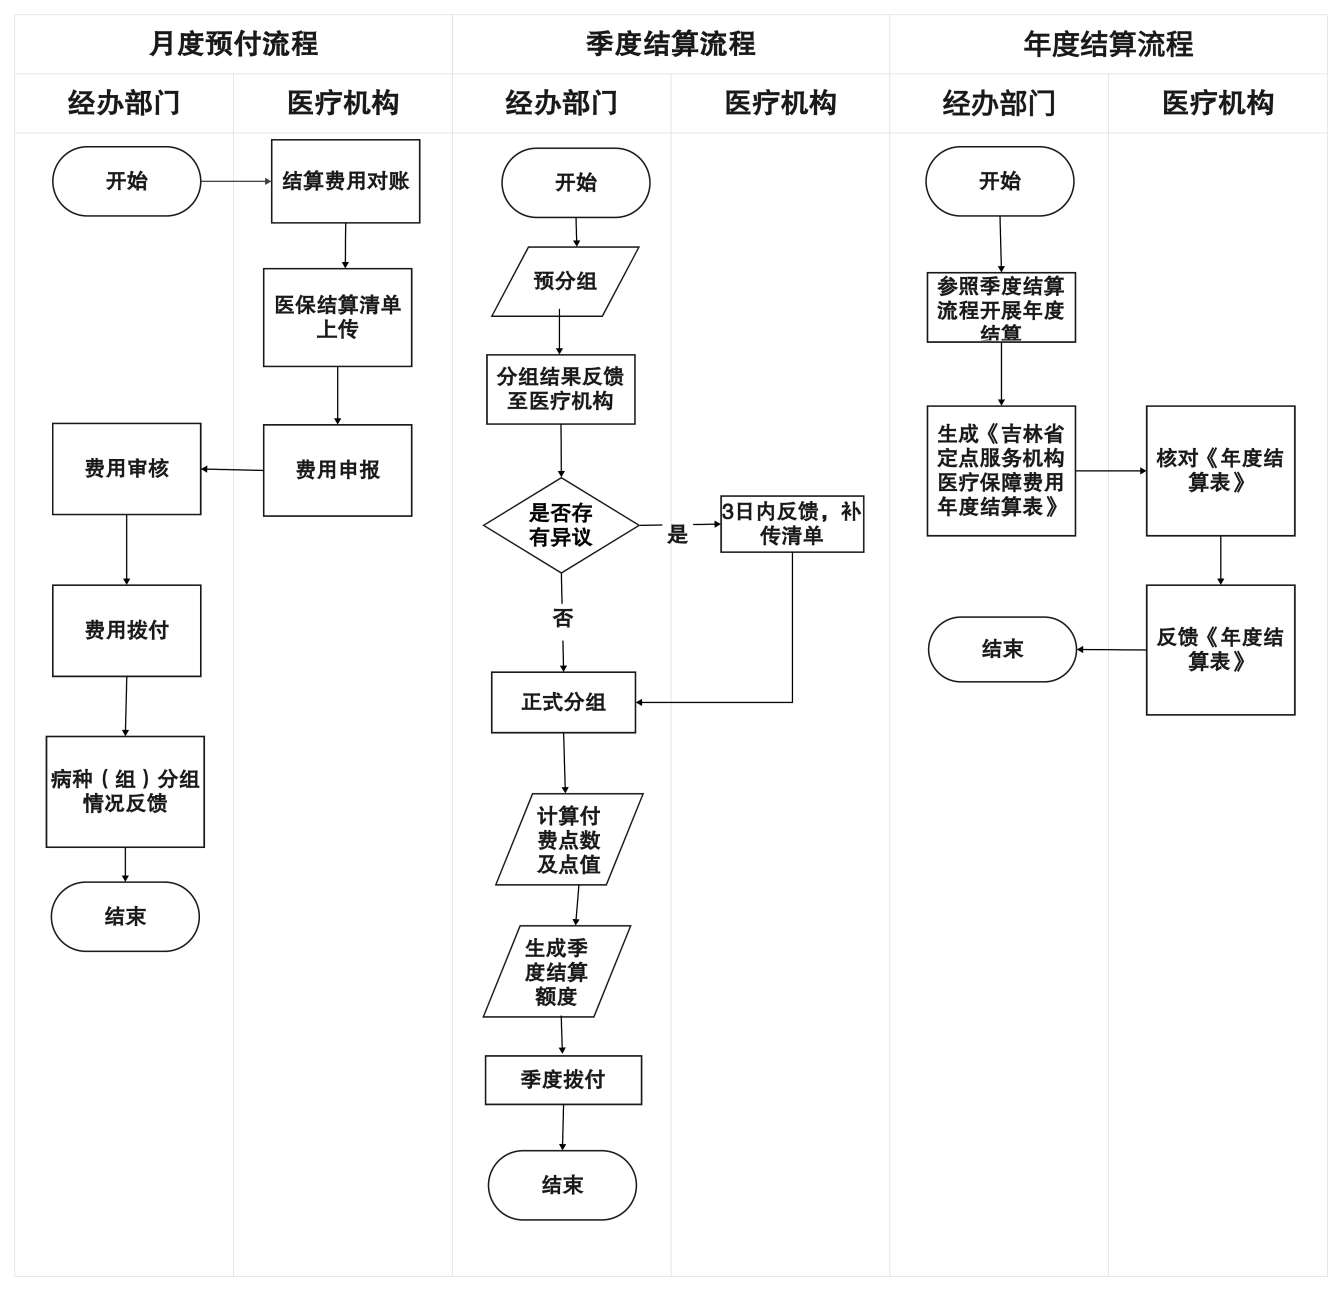 月度预付流程
季度结算流程
年度结算流程
经办部门
医疗机构
经办部门
医疗机构
经办部门
医疗机构
开始
结算费用对账
医保结算清单
上传
费用申报
费用审核
费用拨付
病种（组）分组
情况反馈
结束
开始
预分组
分组结果反馈
至医疗机构
是否存
有异议
是
3日内反馈，补
传清单
否
正式分组
计算付
费点数
及点值
生成季
度结算
额度
季度拨付
结束
开始
参照季度结算
流程开展年度
结算
生成《吉林省
定点服务机构
医疗保障费用
年度结算表》
核对《年度结
算表》
反馈《年度结
算表》
结束